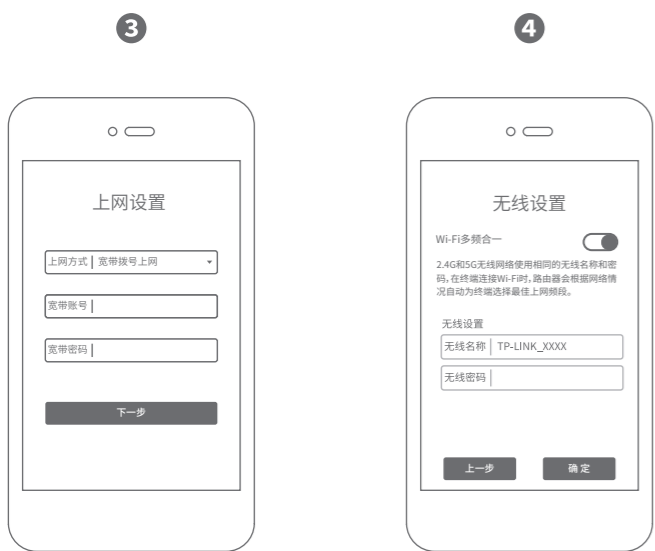 3
4
上网设置
上网方式 宽带拨号上网
宽带账号
宽带密码
下一步
无线设置
Wi-Fi多频合一
2.4G和5G无线网络使用相同的无线名称和密
码,在终端连接Wi-Fi时,路由器会根据网络情
况自动为终端选择最佳上网频段。
无线设置
无线名称 TP-LINK_XXXX
无线密码
上一步
确 定